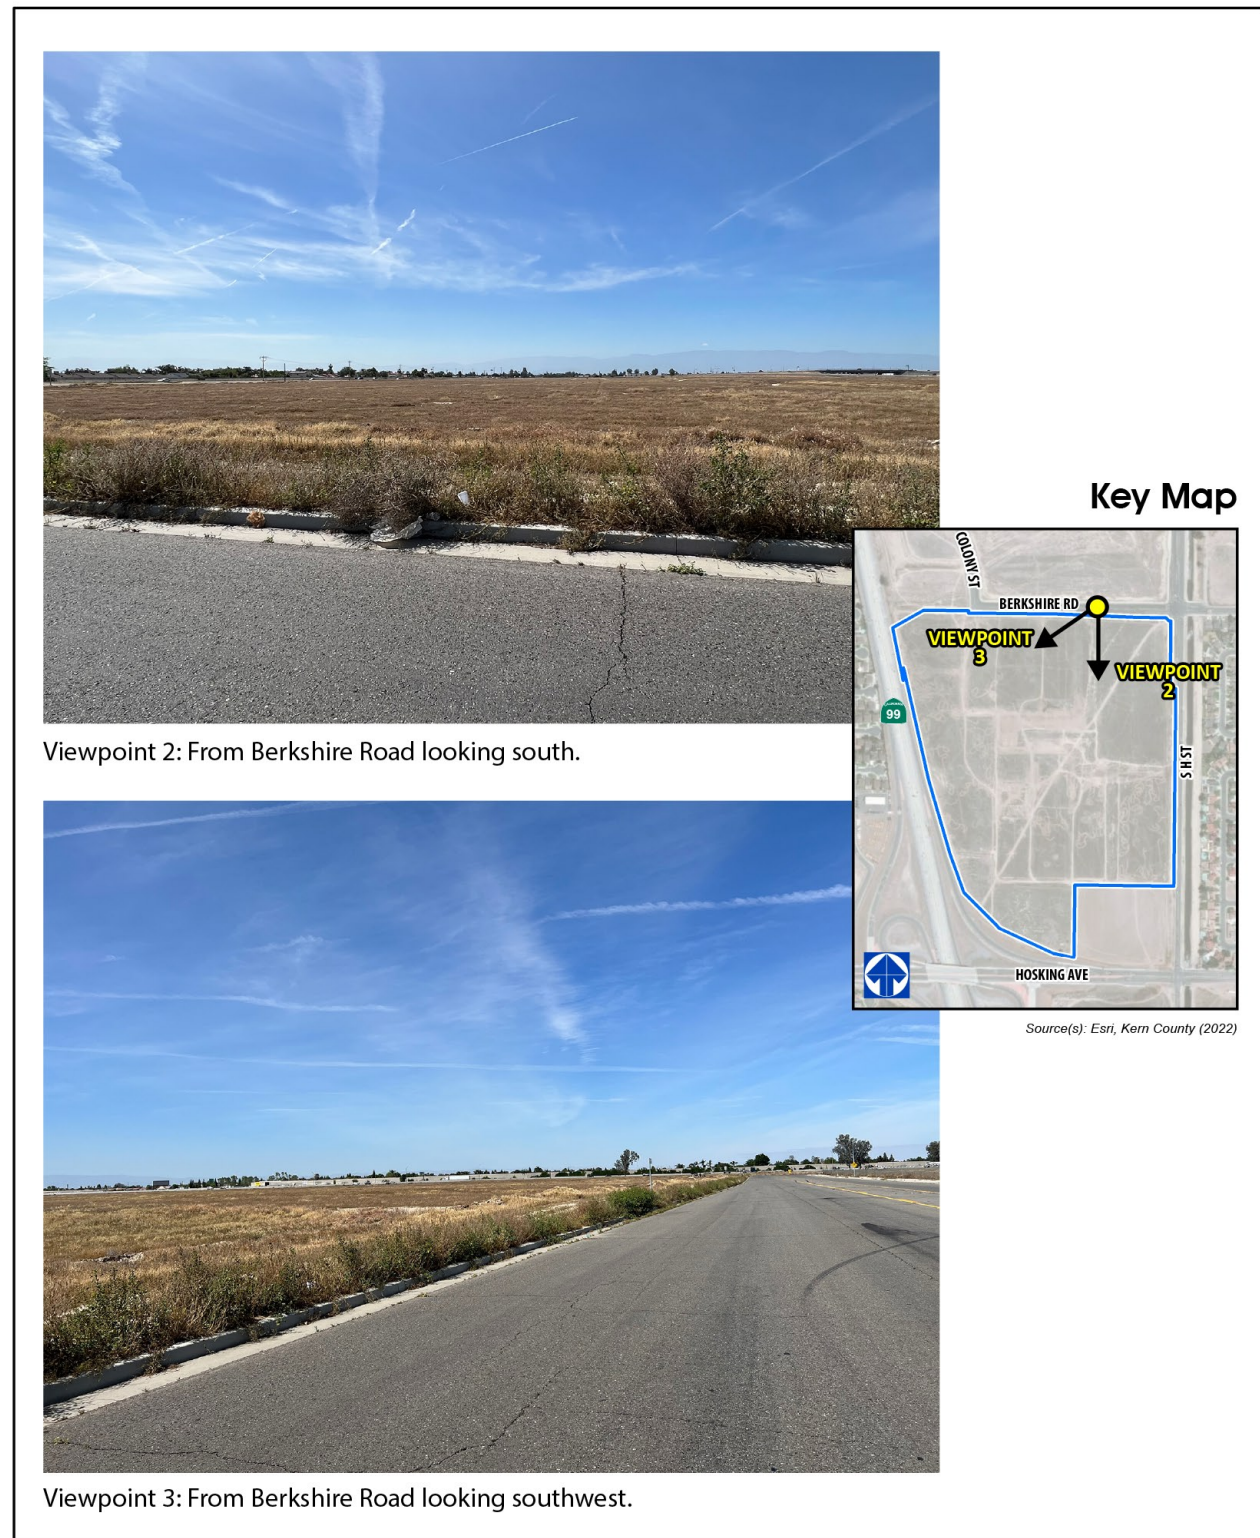 Viewpoint 2: From Berkshire Road looking south.
Key Map
COLONY ST
BERKSHIRE RD
VIEWPOINT
3
VIEWPOINT
2
CALIFORNIA
99
S H ST
HOSKING AVE
Source(s): Esri, Kern County (2022)
Viewpoint 3: From Berkshire Road looking southwest.